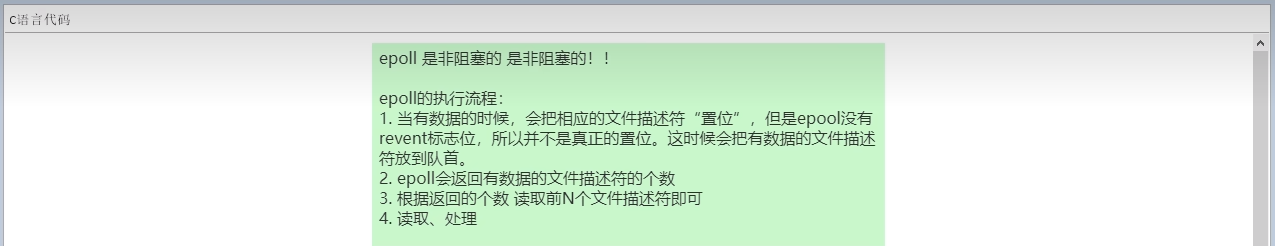 C语言代码
epoll 是非阻塞的 是非阻塞的！！
epoll的执行流程：
1. 当有数据的时候，会把相应的文件描述符“置位”，但是epool没有
revent标志位，所以并不是真正的置位。这时候会把有数据的文件描述
符放到队首。
2. epoll会返回有数据的文件描述符的个数
3. 根据返回的个数 读取前N个文件描述符即可
4. 读取、处理